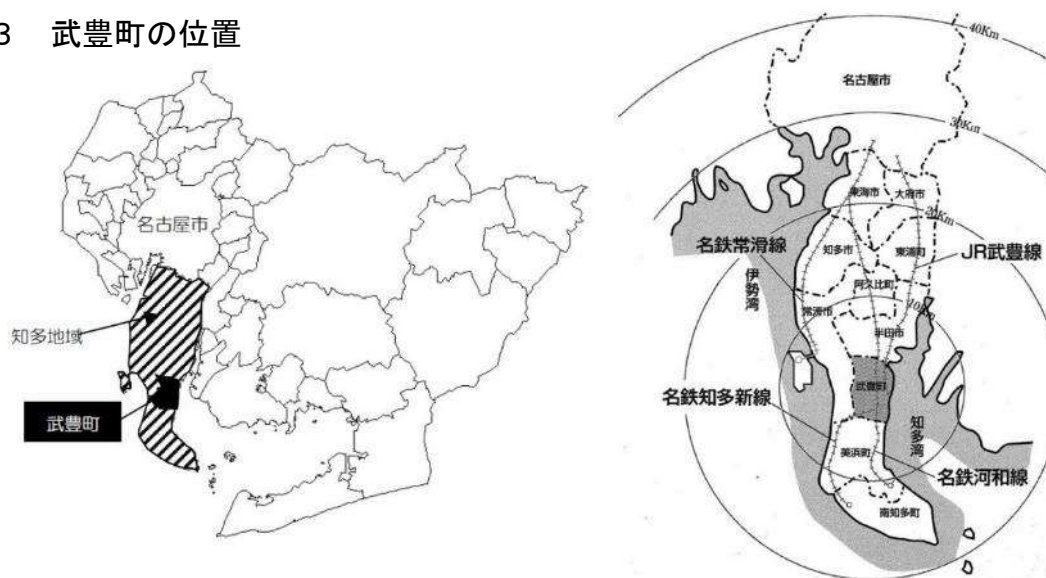 3 武豊町の位置
名古屋市
知多地域
武豊町
40Km
名古屋市
30Km
東海市
大府市
20Km
名鉄常滑線
知多市
東浦町
JR武豊線
伊勢湾
阿久比町
10Km
常滑市
半田市
武豊町
名鉄知多新線
知多湾
美浜町
名鉄河和線
南知多町